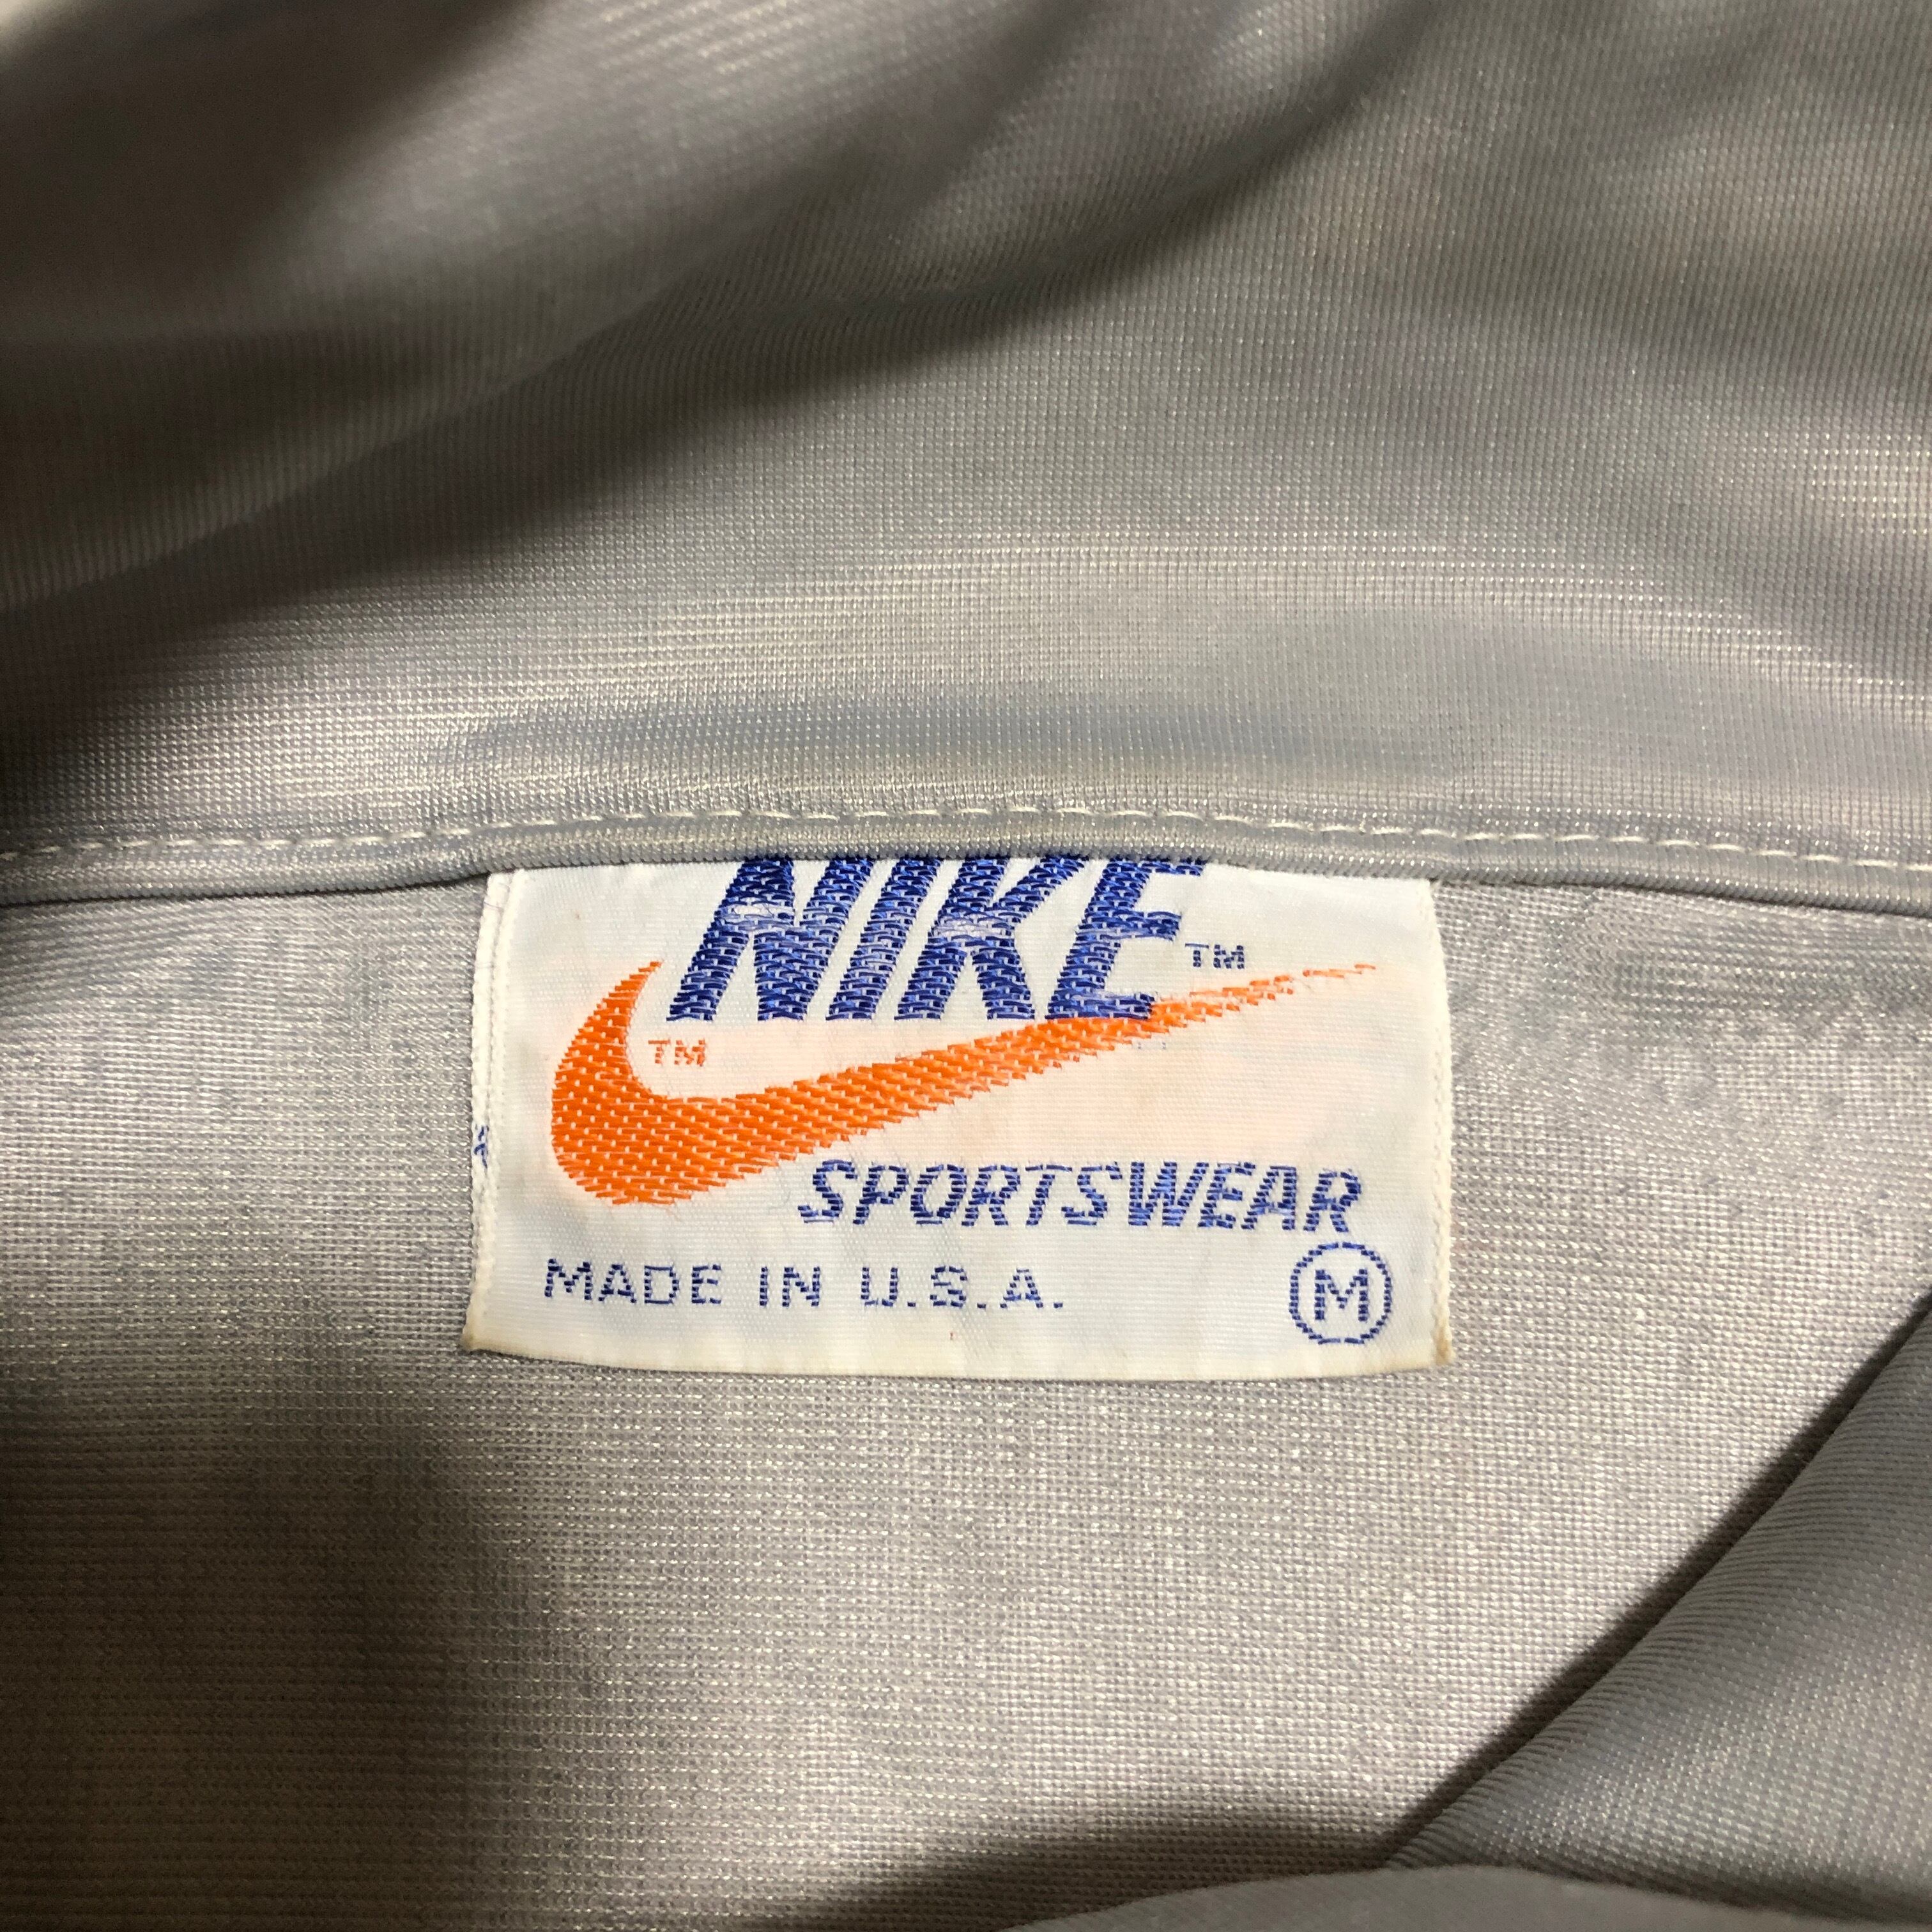 NIKE™
™
SPORTSWEAR
MADE IN U.S.A. M